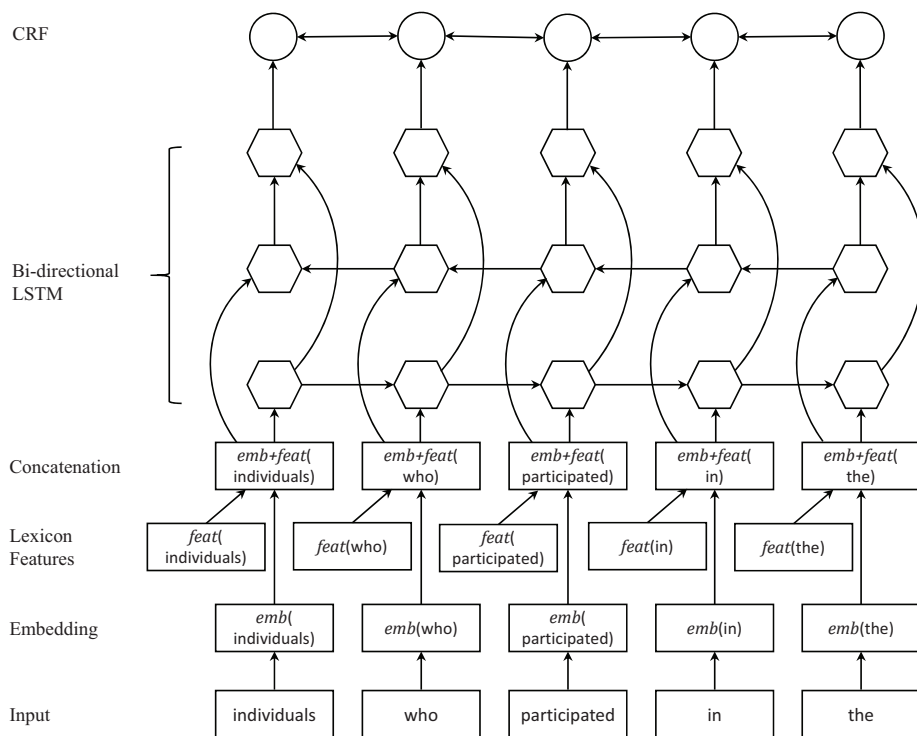 CRF
Bi-directional
LSTM
Concatenation
emb+feat(
individuals)
emb+feat(
who)
emb+feat(
participated)
emb+feat(
in)
emb+feat(
the)
Lexicon
Features
feat(
individuals)
feat(who)
feat(
participated)
feat(in)
feat(the)
Embedding
emb(
individuals)
emb(who)
emb(
participated)
emb(in)
emb(the)
Input
individuals
who
participated
in
the